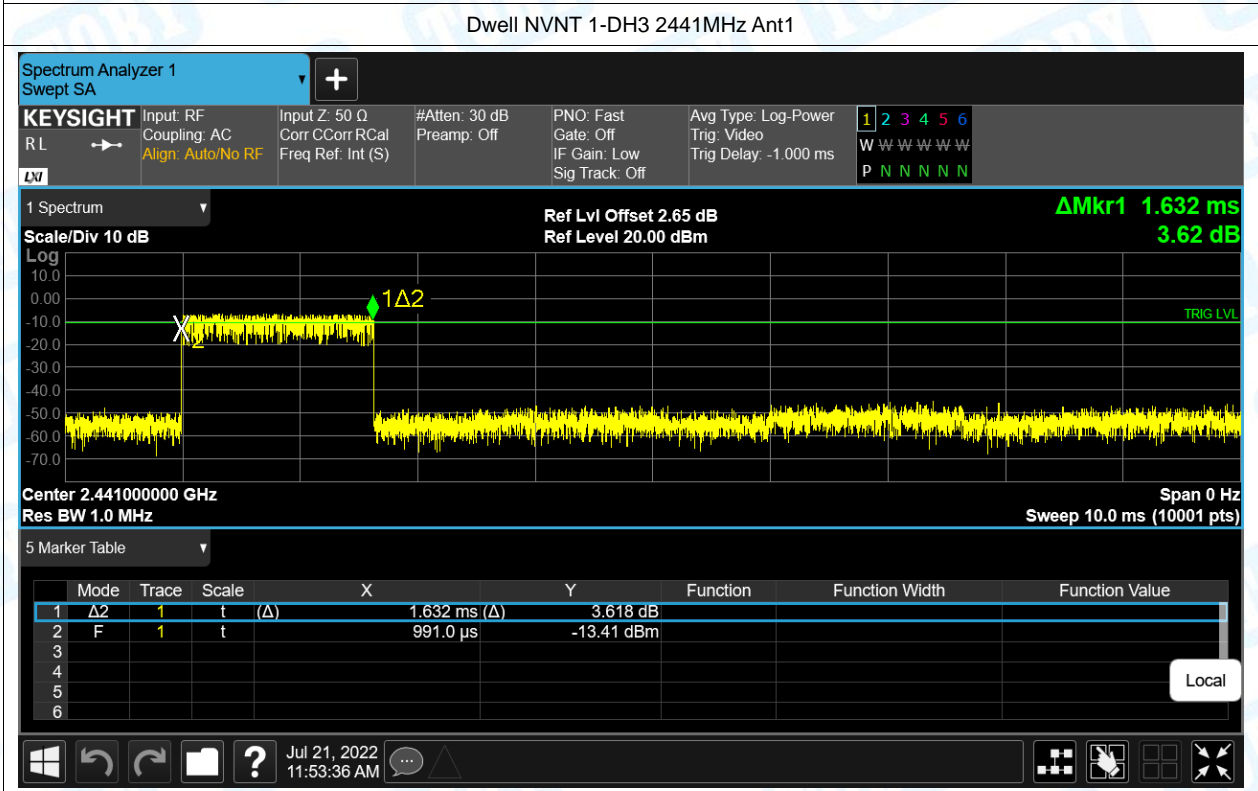 Dwell NVNT 1-DH3 2441MHz Ant1
Spectrum Analyzer 1
Swept SA
KEYSIGHT
R L
LXI
Input: RF
Coupling: AC
Align: Auto/No RF
Input Z: 50 Ω
Corr CCorr RCal
Freq Ref: Int (S)
#Atten: 30 dB
Preamp: Off
PNO: Fast
Gate: Off
IF Gain: Low
Sig Track: Off
Avg Type: Log-Power
Trig: Video
Trig Delay: -1.000 ms
1 2 3 4 5 6
W W W W W W
P N N N N N
1 Spectrum
Scale/Div 10 dB
Ref Lvl Offset 2.65 dB
Ref Level 20.00 dBm
ΔMkr1 1.632 ms
3.62 dB
Log
10.0
0.00
-10.0
-20.0
-30.0
-40.0
-50.0
-60.0
-70.0
1Δ2
2
TRIG LVL
Center 2.441000000 GHz
Res BW 1.0 MHz
Span 0 Hz
Sweep 10.0 ms (10001 pts)
5 Marker Table
Mode Trace Scale X Y Function Function Width Function Value
1 Δ2 1 t (Δ) 1.632 ms (Δ) 3.618 dB
2 F 1 t 991.0 µs -13.41 dBm
3
4
5
6
Local
?
Jul 21, 2022
11:53:36 AM